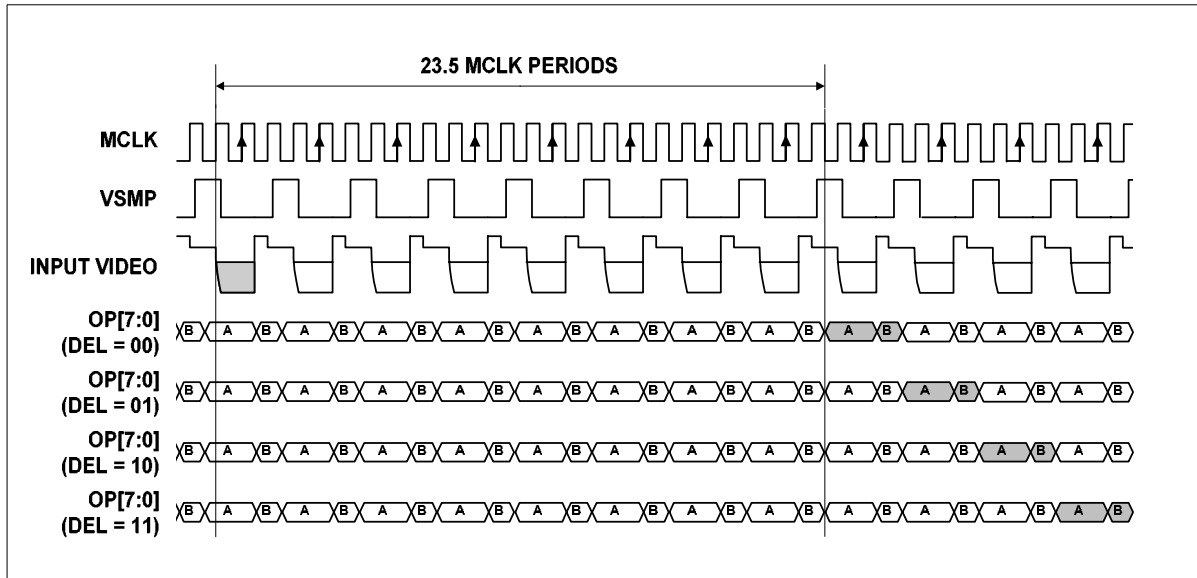 23.5 MCLK PERIODS
MCLK
VSMP
INPUT VIDEO
OP[7:0]
(DEL = 00)
B A B A B A B A B A B A B A B A B A B A B A B A B
OP[7:0]
(DEL = 01)
B A B A B A B A B A B A B A B A B A B A B A B A B
OP[7:0]
(DEL = 10)
B A B A B A B A B A B A B A B A B A B A B A B A B
OP[7:0]
(DEL = 11)
B A B A B A B A B A B A B A B A B A B A B A B A B